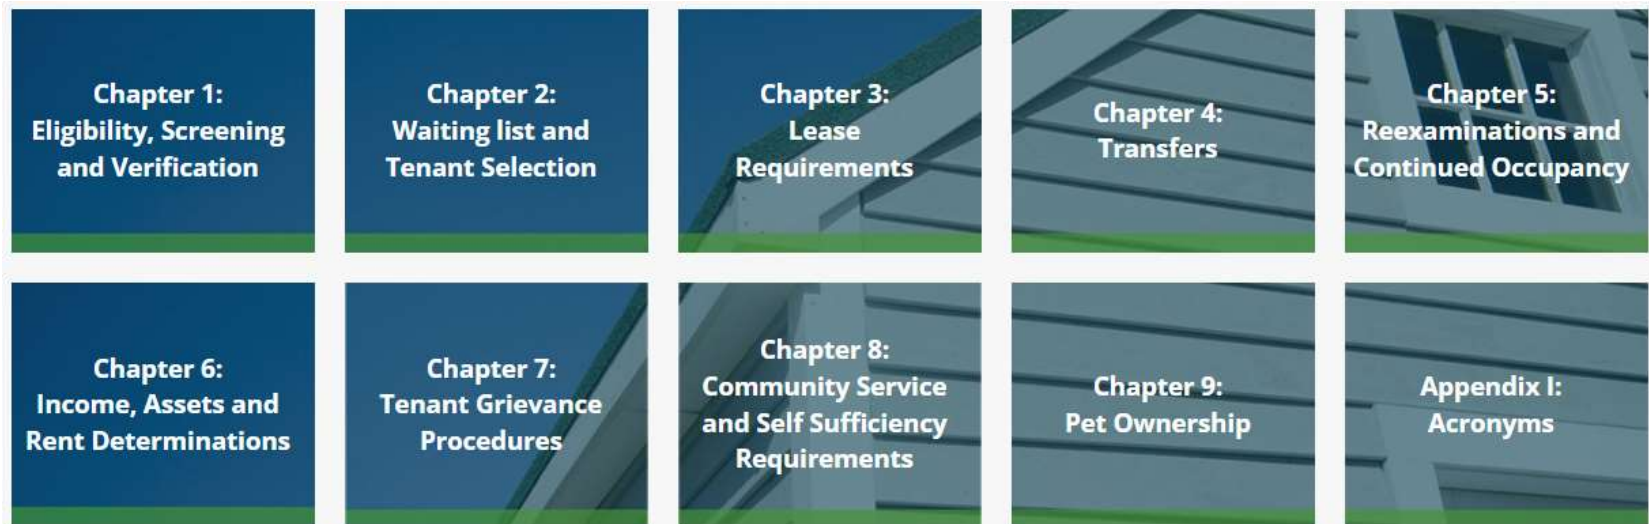 Chapter 1:
Eligibility, Screening
and Verification
Chapter 2:
Waiting list and
Tenant Selection
Chapter 3:
Lease
Requirements
Chapter 4:
Transfers
Chapter 5:
Reexaminations and
Continued Occupancy
Chapter 6:
Income, Assets and
Rent Determinations
Chapter 7:
Tenant Grievance
Procedures
Chapter 8:
Community Service
and Self Sufficiency
Requirements
Chapter 9:
Pet Ownership
Appendix I:
Acronyms